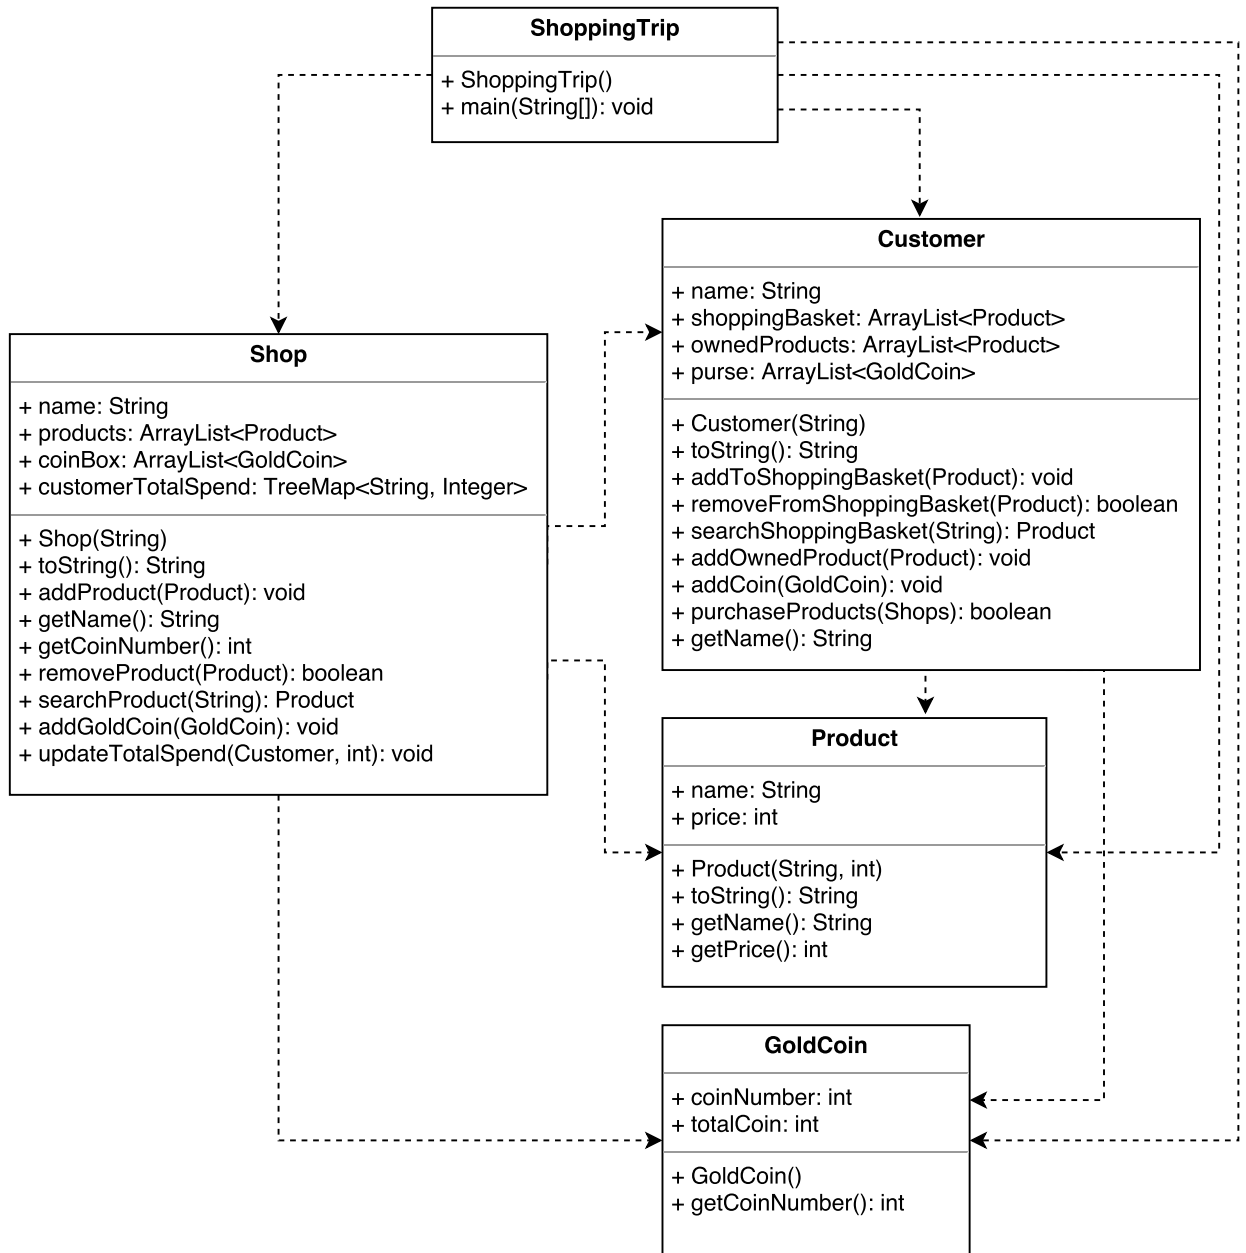 ShoppingTrip
+ ShoppingTrip()
+ main(String[]): void
Customer
+ name: String
+ shoppingBasket: ArrayList<Product>
+ ownedProducts: ArrayList<Product>
+ purse: ArrayList<GoldCoin>
+ Customer(String)
+ toString(): String
+ addToShoppingBasket(Product): void
+ removeFromShoppingBasket(Product): boolean
+ searchShoppingBasket(String): Product
+ addOwnedProduct(Product): void
+ addCoin(GoldCoin): void
+ purchaseProducts(Shops): boolean
+ getName(): String
Shop
+ name: String
+ products: ArrayList<Product>
+ coinBox: ArrayList<GoldCoin>
+ customerTotalSpend: TreeMap<String, Integer>
+ Shop(String)
+ toString(): String
+ addProduct(Product): void
+ getName(): String
+ getCoinNumber(): int
+ removeProduct(Product): boolean
+ searchProduct(String): Product
+ addGoldCoin(GoldCoin): void
+ updateTotalSpend(Customer, int): void
Product
+ name: String
+ price: int
+ Product(String, int)
+ toString(): String
+ getName(): String
+ getPrice(): int
GoldCoin
+ coinNumber: int
+ totalCoin: int
+ GoldCoin()
+ getCoinNumber(): int